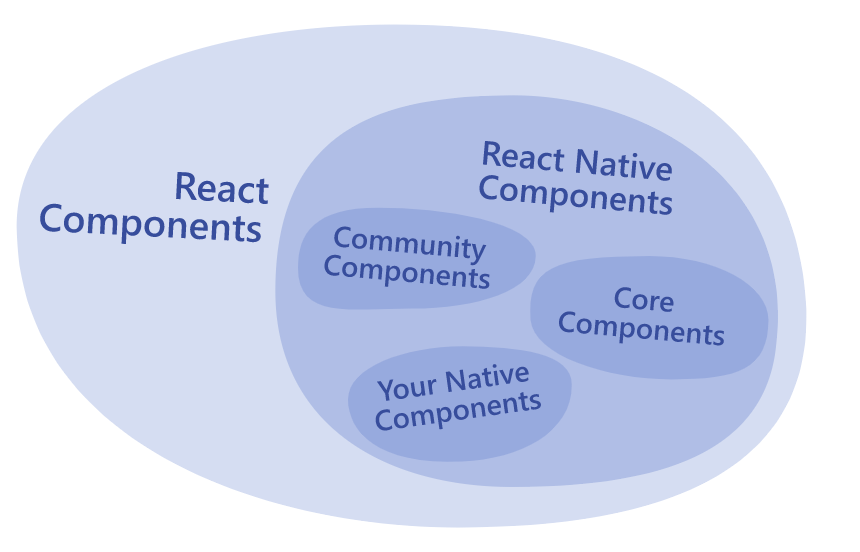 React
Components
React Native
Components
Community
Components
Core
Components
Your Native
Components